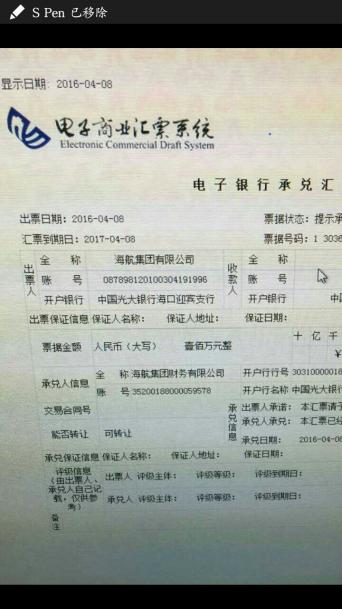 S Pen 已移除
显示日期: 2016-04-08
电子商业汇票系统
Electronic Commercial Draft System
电子银行承兑汇
出票日期: 2016-04-08 票据状态: 提示承
汇票到期日: 2017-04-08 票据号码: 1 3036
出票人 全 称 海航集团有限公司 收款人 全 称
账 号 087898120100304191996 账 号
开户银行 中国光大银行海口迎宾支行 开户银行 中
出票保证信息 保证人名称: 保证人地址: 保证日期:
票据金额 人民币（大写） 壹佰万元整 十 亿 千
￥
承兑人信息 全 称 海航集团财务有限公司 开户行行号 30310000018
账 号 35200188000059578 开户行名称 中国光大银行
交易合同号 承兑信息 出票人承诺: 本汇票请予
能否转让 可转让 承兑人承兑: 本汇票已经
承兑日期: 2016-04-08
承兑保证信息 保证人名称: 保证人地址: 保证日期:
评级信息（由出票人、承兑人自己记载，仅供参考） 出票人 评级主体: 评级等级: 评级到期日:
承兑人 评级主体: 评级等级: 评级到期日:
备注